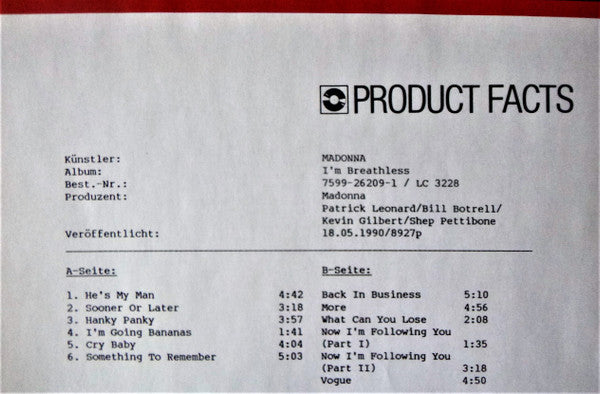 PRODUCT FACTS
Künstler: MADONNA
Album: I'm Breathless
Best.-Nr.: 7599-26209-1 / LC 3228
Produzent: Madonna
Patrick Leonard/Bill Botrell/
Kevin Gilbert/Shep Pettibone
Veröffentlicht: 18.05.1990/8927p
A-Seite: B-Seite:
1. He's My Man 4:42 Back In Business 5:10
2. Sooner Or Later 3:18 More 4:56
3. Hanky Panky 3:57 What Can You Lose 2:08
4. I'm Going Bananas 1:41 Now I'm Following You
5. Cry Baby 4:04 (Part I) 1:35
6. Something To Remember 5:03 Now I'm Following You
(Part II) 3:18
Vogue 4:50